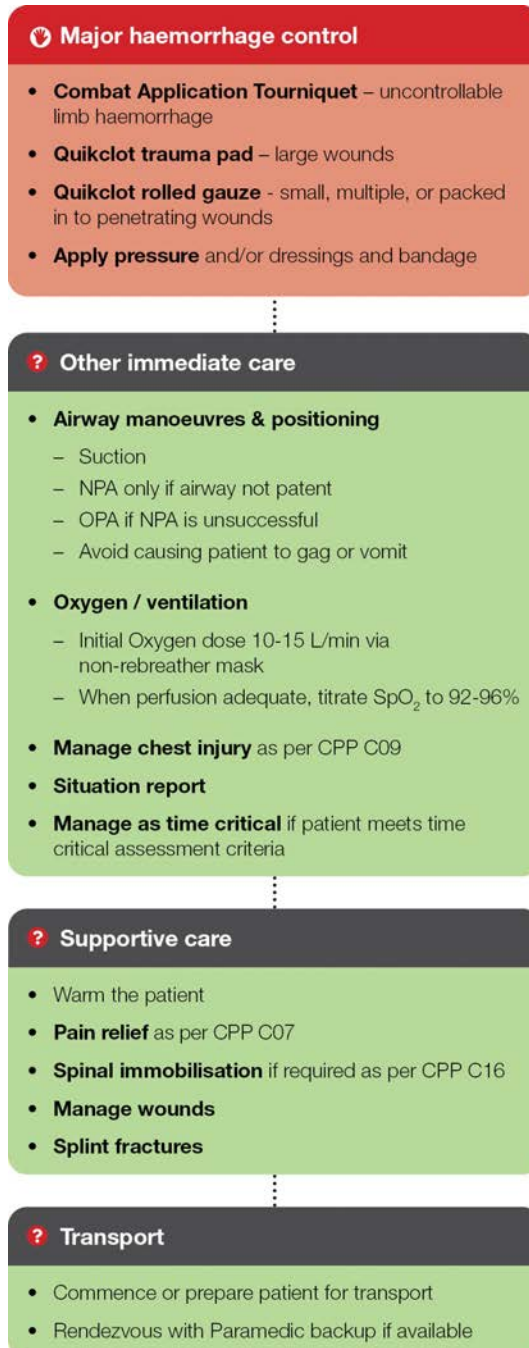 Major haemorrhage control
• Combat Application Tourniquet – uncontrollable
limb haemorrhage
• Quikclot trauma pad – large wounds
• Quikclot rolled gauze - small, multiple, or packed
in to penetrating wounds
• Apply pressure and/or dressings and bandage
? Other immediate care
• Airway manoeuvres & positioning
– Suction
– NPA only if airway not patent
– OPA if NPA is unsuccessful
– Avoid causing patient to gag or vomit
• Oxygen / ventilation
– Initial Oxygen dose 10-15 L/min via
non-rebreather mask
– When perfusion adequate, titrate SpO₂ to 92-96%
• Manage chest injury as per CPP C09
• Situation report
• Manage as time critical if patient meets time
critical assessment criteria
? Supportive care
• Warm the patient
• Pain relief as per CPP C07
• Spinal immobilisation if required as per CPP C16
• Manage wounds
• Splint fractures
? Transport
• Commence or prepare patient for transport
• Rendezvous with Paramedic backup if available